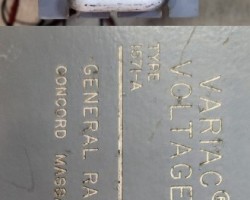 VARIAC®
VOLTAGE
TYPE
1571-A
GENERAL RA
CONCORD MASS